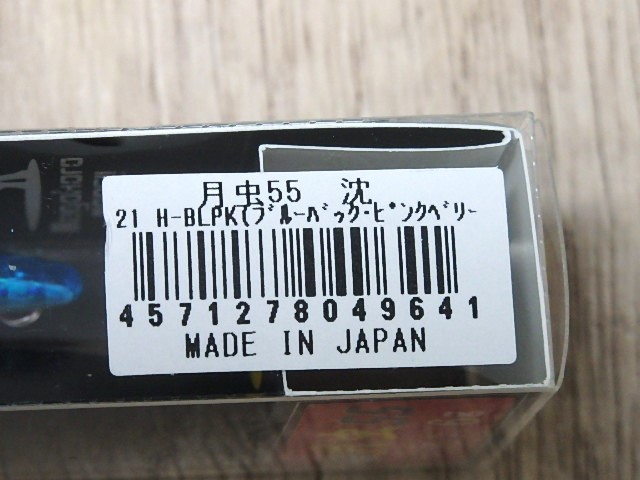 月虫55 沈
21 H-BLPK(ﾌﾞﾙｰﾊﾞｯｸ･ﾋﾟﾝｸﾍﾞﾘｰ
4571278049641
MADE IN JAPAN